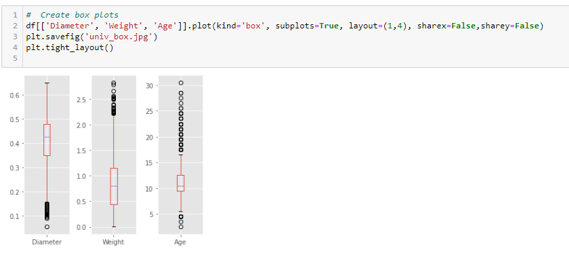 1 #  Create box plots
2 df[['Diameter', 'Weight', 'Age']].plot(kind='box', subplots=True, layout=(1,4), sharex=False,sharey=False)
3 plt.savefig('univ_box.jpg')
4 plt.tight_layout()
5
0.6
0.5
0.4
0.3
0.2
0.1
Diameter
2.5
2.0
1.5
1.0
0.5
0.0
Weight
30
25
20
15
10
5
Age